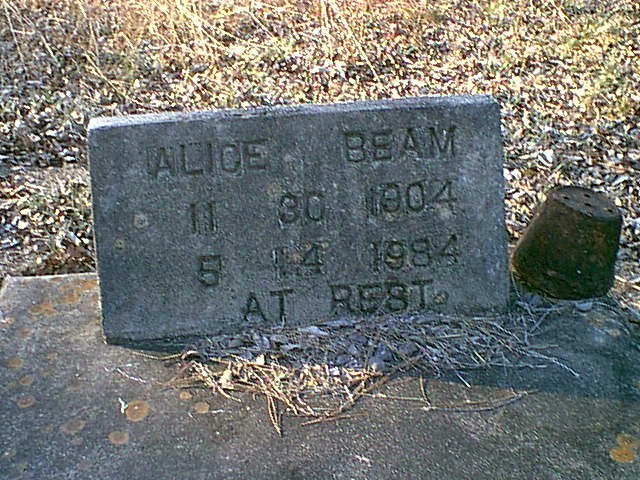 ALICE BEAM
11 30 1904
5 14 1984
AT REST